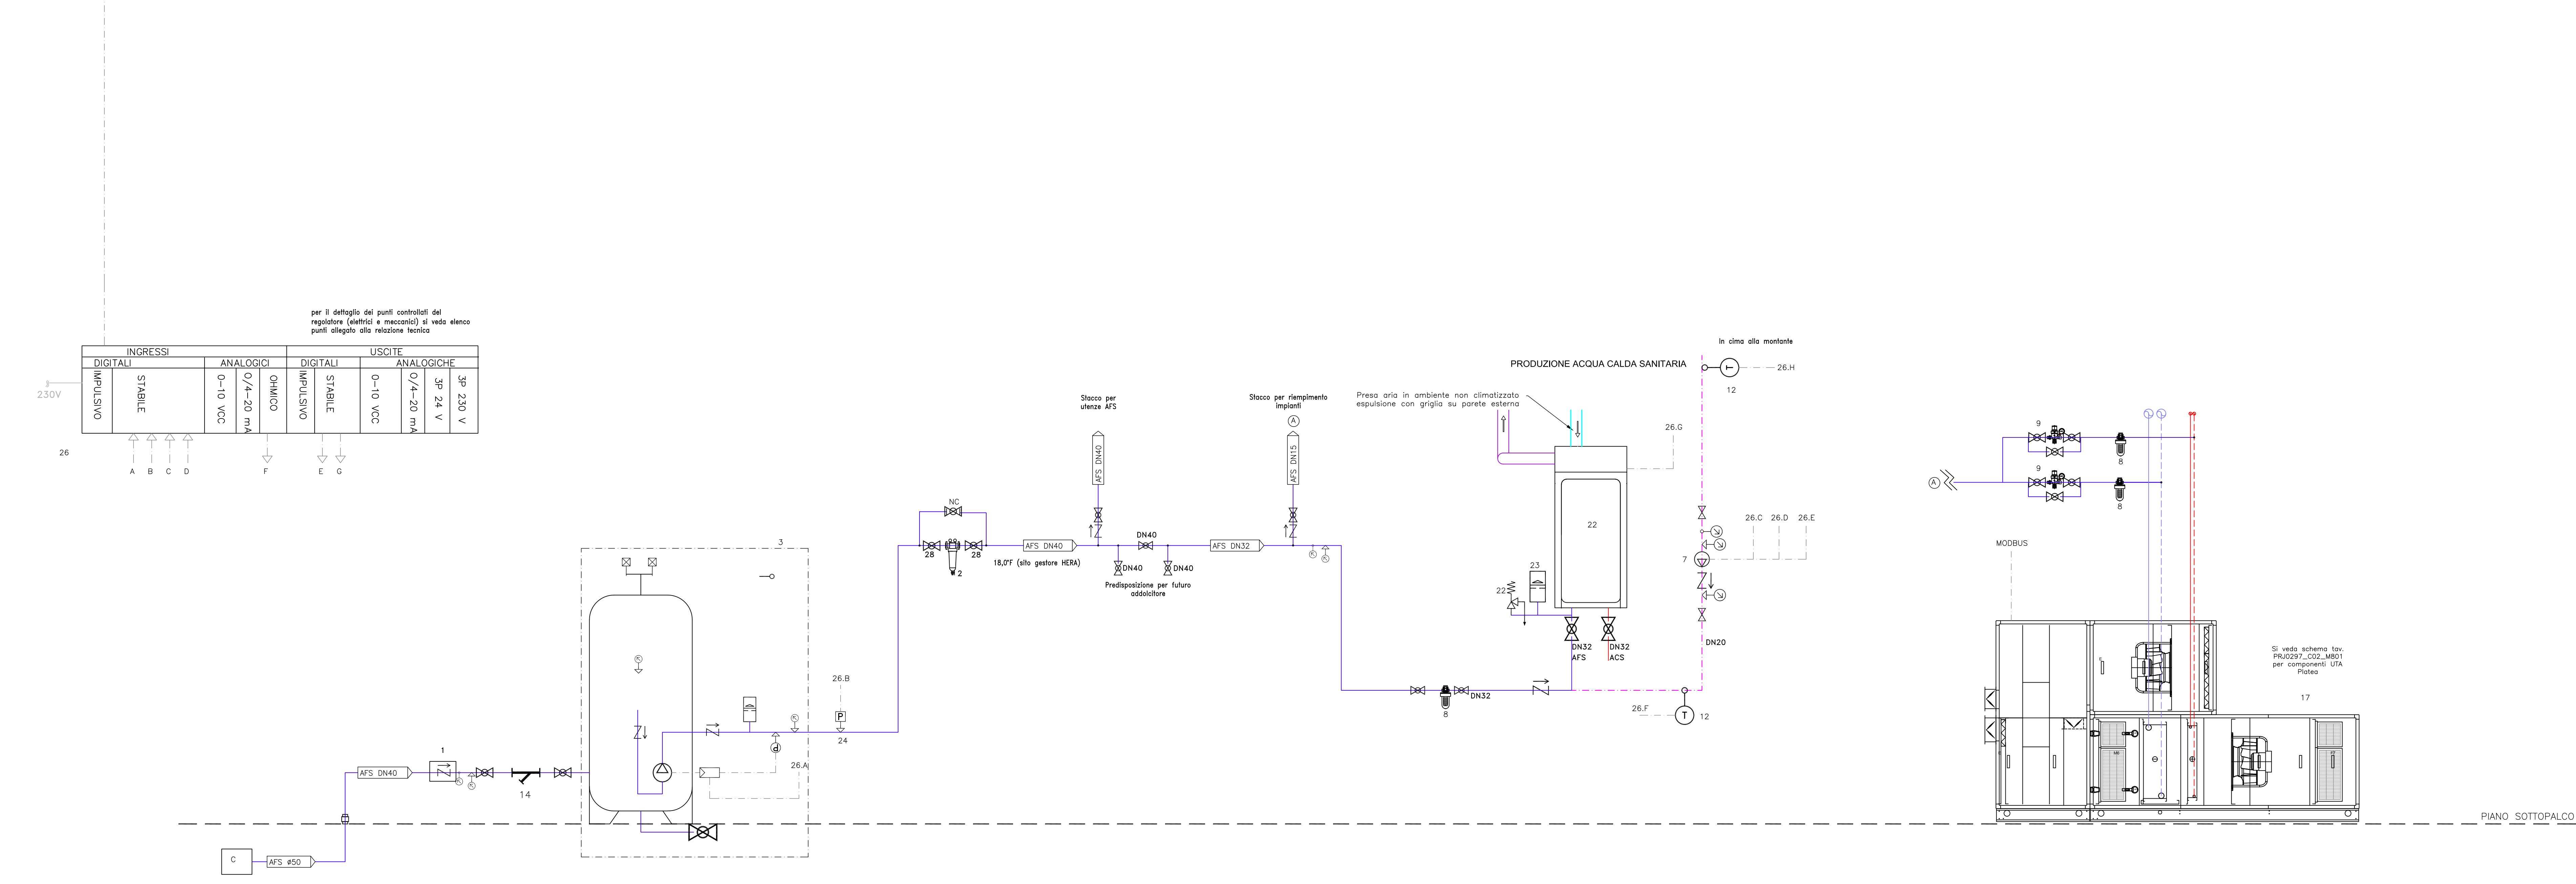 per il dettaglio dei punti controllati del
regolatore (elettrici e meccanici) si veda elenco
punti allegato alla relazione tecnica
INGRESSI
USCITE
DIGITALI
ANALOGICI
DIGITALI
ANALOGICHE
IMPULSIVO
STABILE
0-10 VCC
0/4-20 mA
OHMICO
IMPULSIVO
STABILE
0-10 VCC
0/4-20 mA
3P 24 V
3P 230 V
230V
26
A
B
C
D
F
E
G
C
AFS ø50
AFS DN40
1
14
3
26.A
26.B
P
24
NC
28
28
2
AFS DN40
18,0°F (sito gestore HERA)
Stacco per
utenze AFS
AFS DN40
DN40
DN40
DN40
Predisposizione per futuro
addolcitore
AFS DN32
Stacco per riempimento
impianti
A
AFS DN15
PRODUZIONE ACQUA CALDA SANITARIA
Presa aria in ambiente non climatizzato
espulsione con griglia su parete esterna
26.G
22
23
22
DN32
AFS
DN32
ACS
8
DN32
In cima alla montante
T
26.H
12
26.C
26.D
26.E
7
DN20
26.F
T
12
A
9
8
9
8
MODBUS
Si veda schema tav.
PRJ0297_C02_M801
per componenti UTA
Platea
17
PIANO SOTTOPALCO